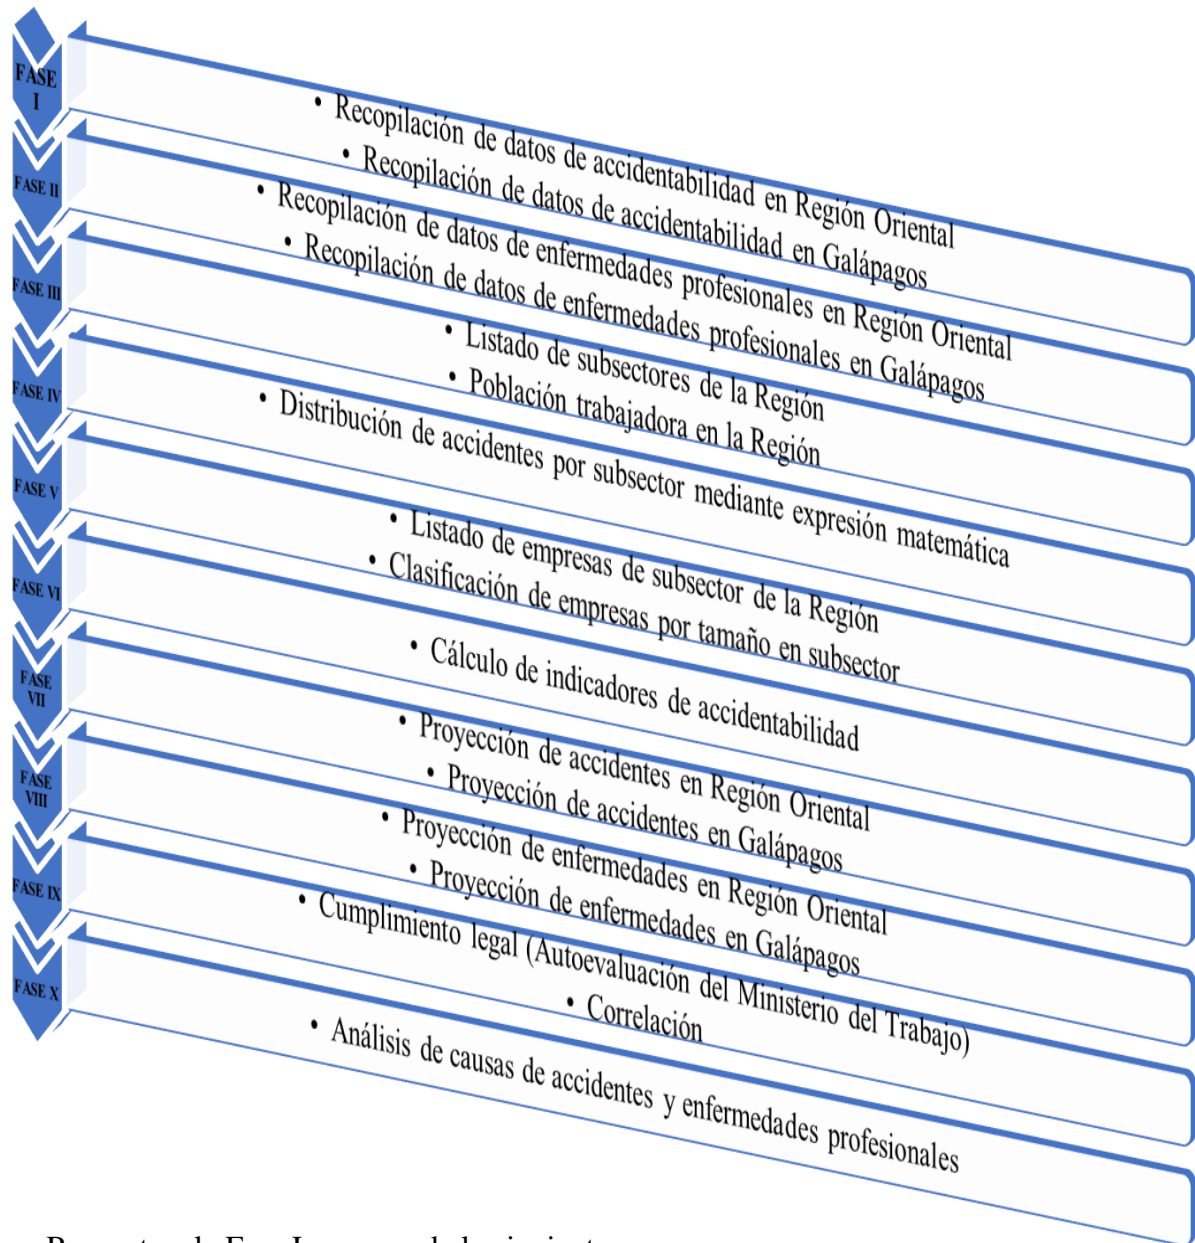 FASE
I
• Recopilación de datos de accidentabilidad en Región Oriental
• Recopilación de datos de accidentabilidad en Galápagos
FASE II
• Recopilación de datos de enfermedades profesionales en Región Oriental
• Recopilación de datos de enfermedades profesionales en Galápagos
FASE III
• Listado de subsectores de la Región
• Población trabajadora en la Región
FASE IV
• Distribución de accidentes por subsector mediante expresión matemática
FASE V
• Listado de empresas de subsector de la Región
• Clasificación de empresas por tamaño en subsector
FASE VI
• Cálculo de indicadores de accidentabilidad
FASE
VII
• Proyección de accidentes en Región Oriental
• Proyección de accidentes en Galápagos
FASE
VIII
• Proyección de enfermedades en Región Oriental
• Proyección de enfermedades en Galápagos
FASE IX
• Cumplimiento legal (Autoevaluación del Ministerio del Trabajo)
• Correlación
FASE X
• Análisis de causas de accidentes y enfermedades profesionales